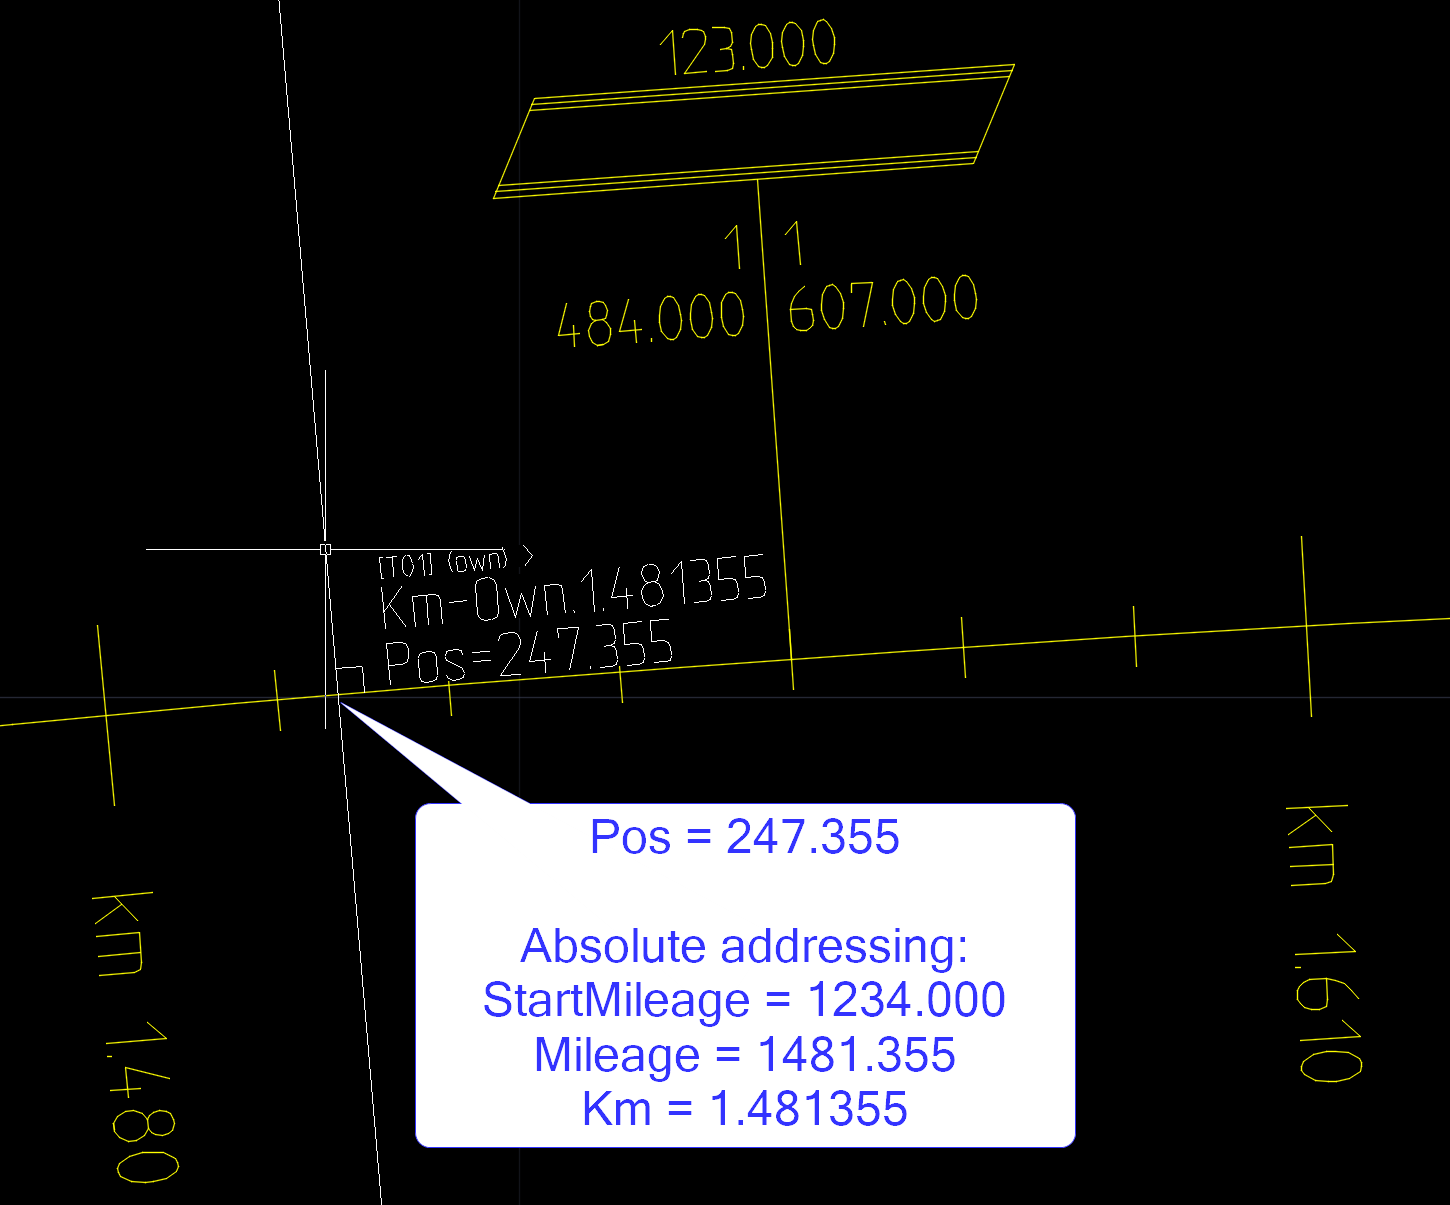 123.000
1 1
484.000 607.000
[T01] (own) >
Km-Own.1.481355
Pos=247.355
km 1.480
km 1.610
Pos = 247.355
Absolute addressing:
StartMileage = 1234.000
Mileage = 1481.355
Km = 1.481355